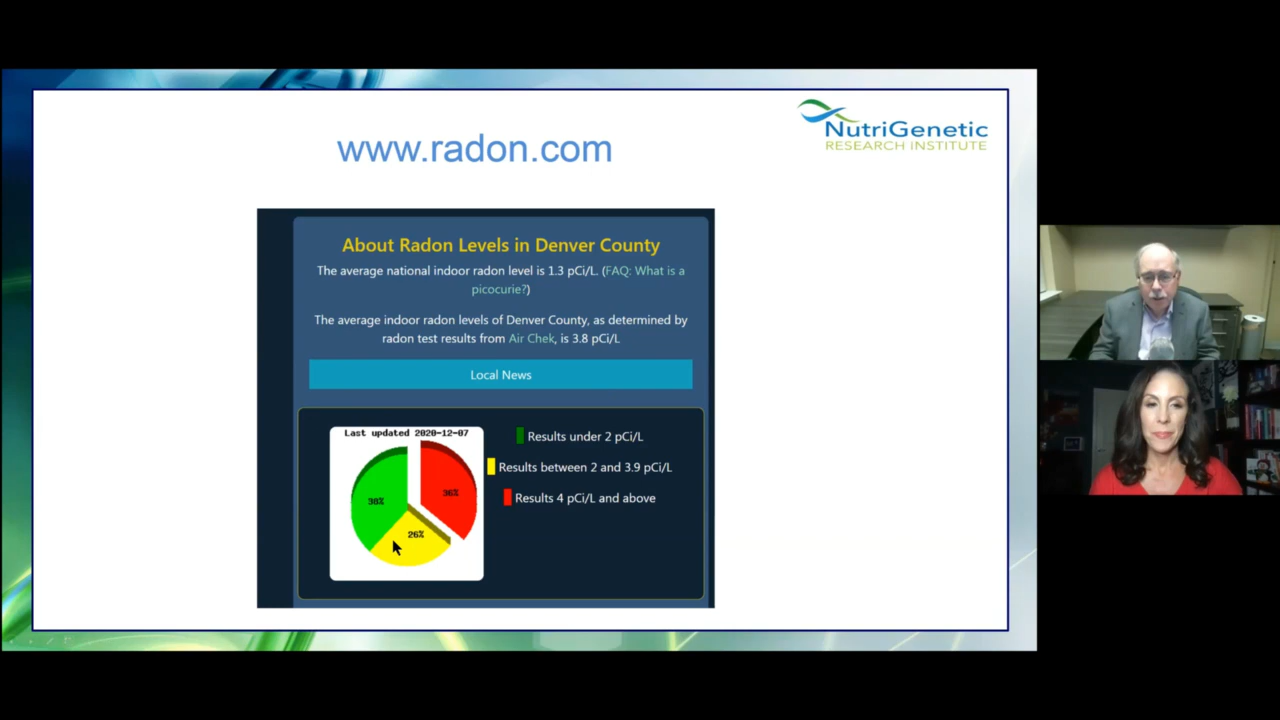 NutriGenetic
RESEARCH INSTITUTE
www.radon.com
About Radon Levels in Denver County
The average national indoor radon level is 1.3 pCi/L. (FAQ: What is a
picocurie?)
The average indoor radon levels of Denver County, as determined by
radon test results from Air Chek, is 3.8 pCi/L
Local News
Last updated 2020-12-07
38%
36%
26%
Results under 2 pCi/L
Results between 2 and 3.9 pCi/L
Results 4 pCi/L and above